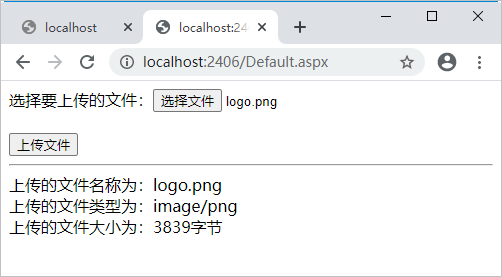 localhost
localhost:24
localhost:2406/Default.aspx
选择要上传的文件：选择文件 logo.png
上传文件
上传的文件名称为：logo.png
上传的文件类型为：image/png
上传的文件大小为：3839字节